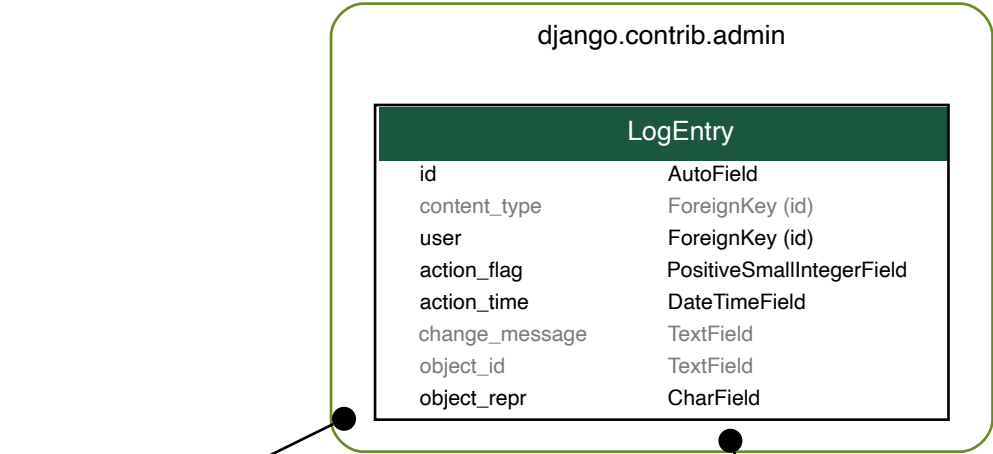 django.contrib.admin
LogEntry
id AutoField
content_type ForeignKey (id)
user ForeignKey (id)
action_flag PositiveSmallIntegerField
action_time DateTimeField
change_message TextField
object_id TextField
object_repr CharField